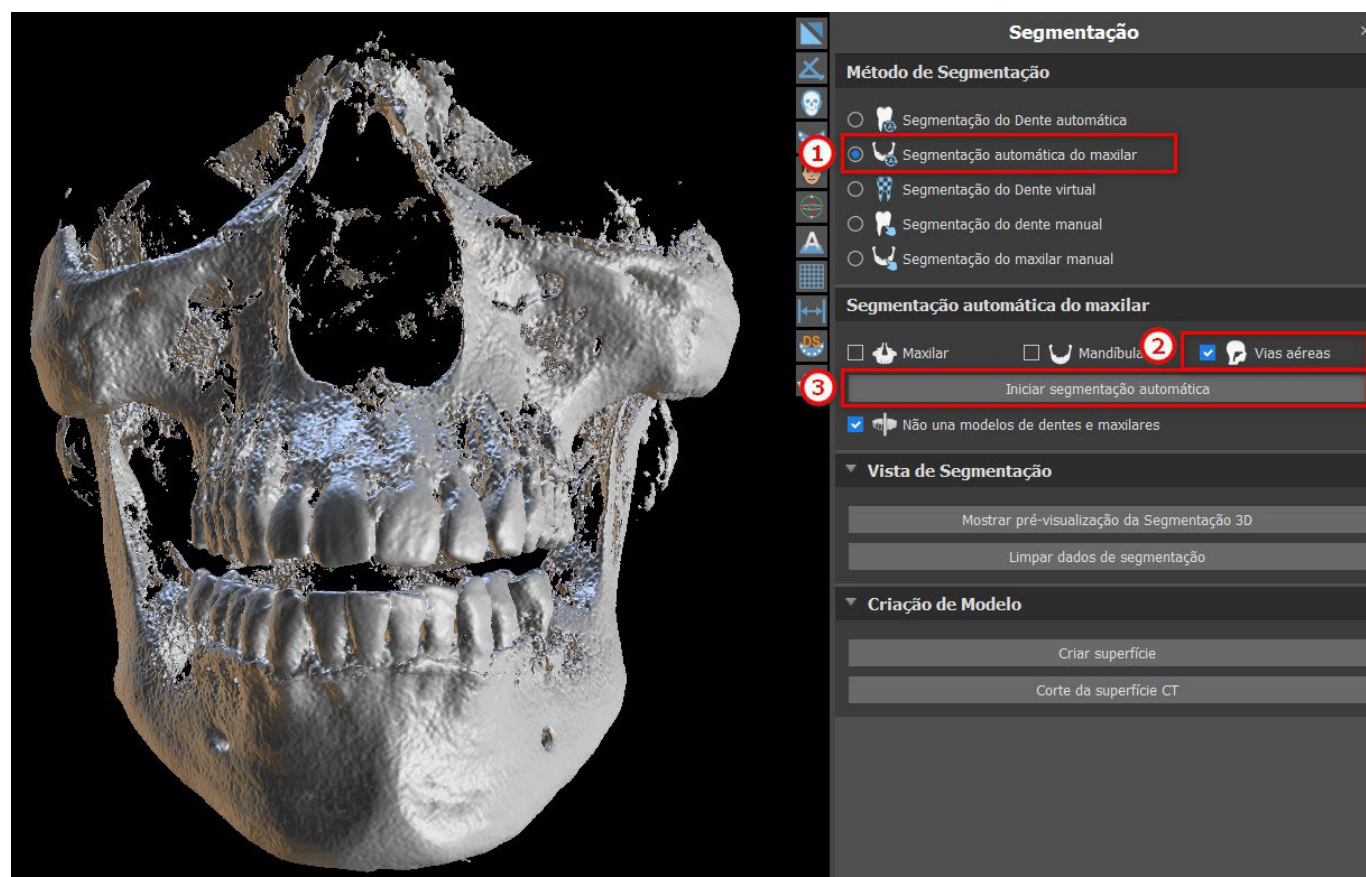 Segmentação
Método de Segmentação
Segmentação do Dente automática
1
Segmentação automática do maxilar
Segmentação do Dente virtual
Segmentação do dente manual
Segmentação do maxilar manual
Segmentação automática do maxilar
Maxilar Mandíbula 2 Vias aéreas
3 Iniciar segmentação automática
Não una modelos de dentes e maxilares
Vista de Segmentação
Mostrar pré-visualização da Segmentação 3D
Limpar dados de segmentação
Criação de Modelo
Criar superfície
Corte da superfície CT
A
DS